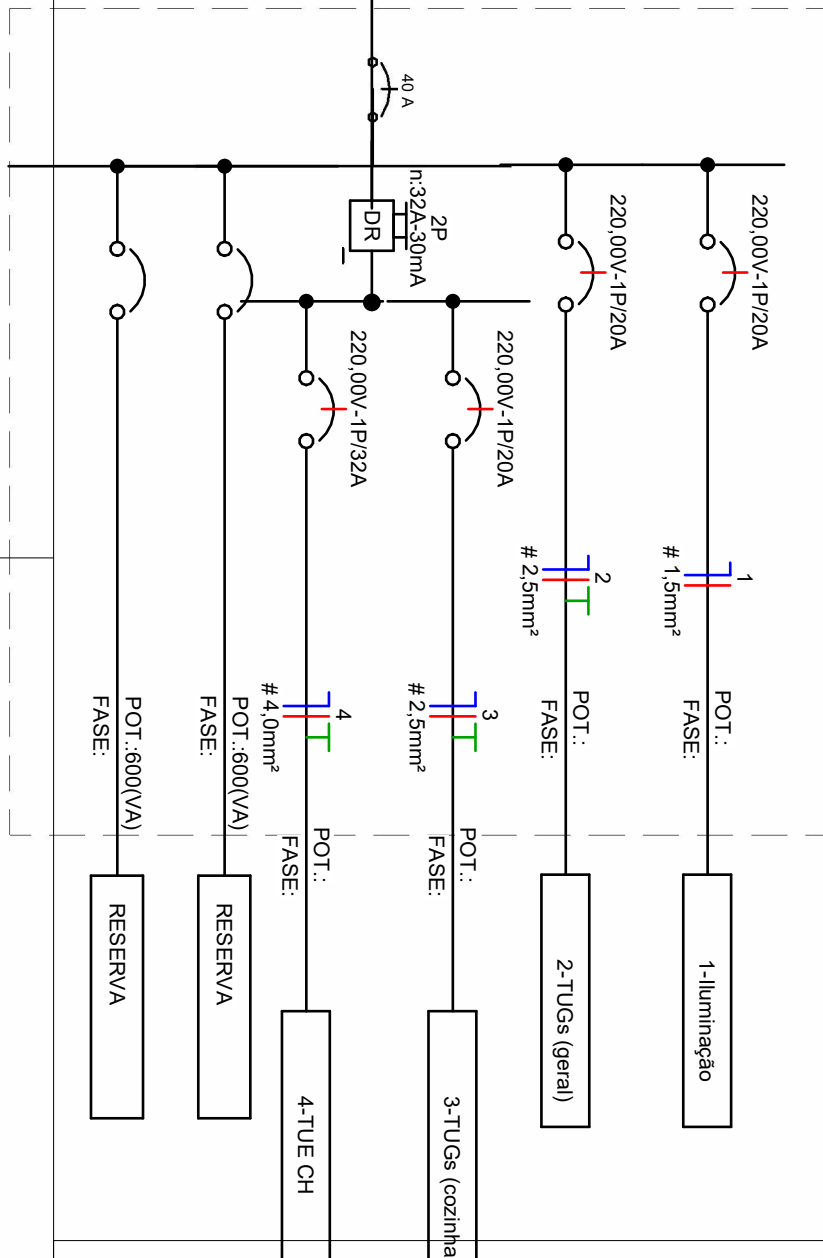 40 A
2P
n:32A-30mA
DR
I
220,00V-1P/20A
220,00V-1P/20A
220,00V-1P/32A
220,00V-1P/20A
1
# 1,5mm²
2
# 2,5mm²
3
# 2,5mm²
4
# 4,0mm²
POT.:
FASE:
POT.:
FASE:
POT.:
FASE:
POT.:
FASE:
POT.:600(VA)
FASE:
POT.:600(VA)
FASE:
1-Iluminação
2-TUGs (geral)
3-TUGs (cozinha
4-TUE CH
RESERVA
RESERVA